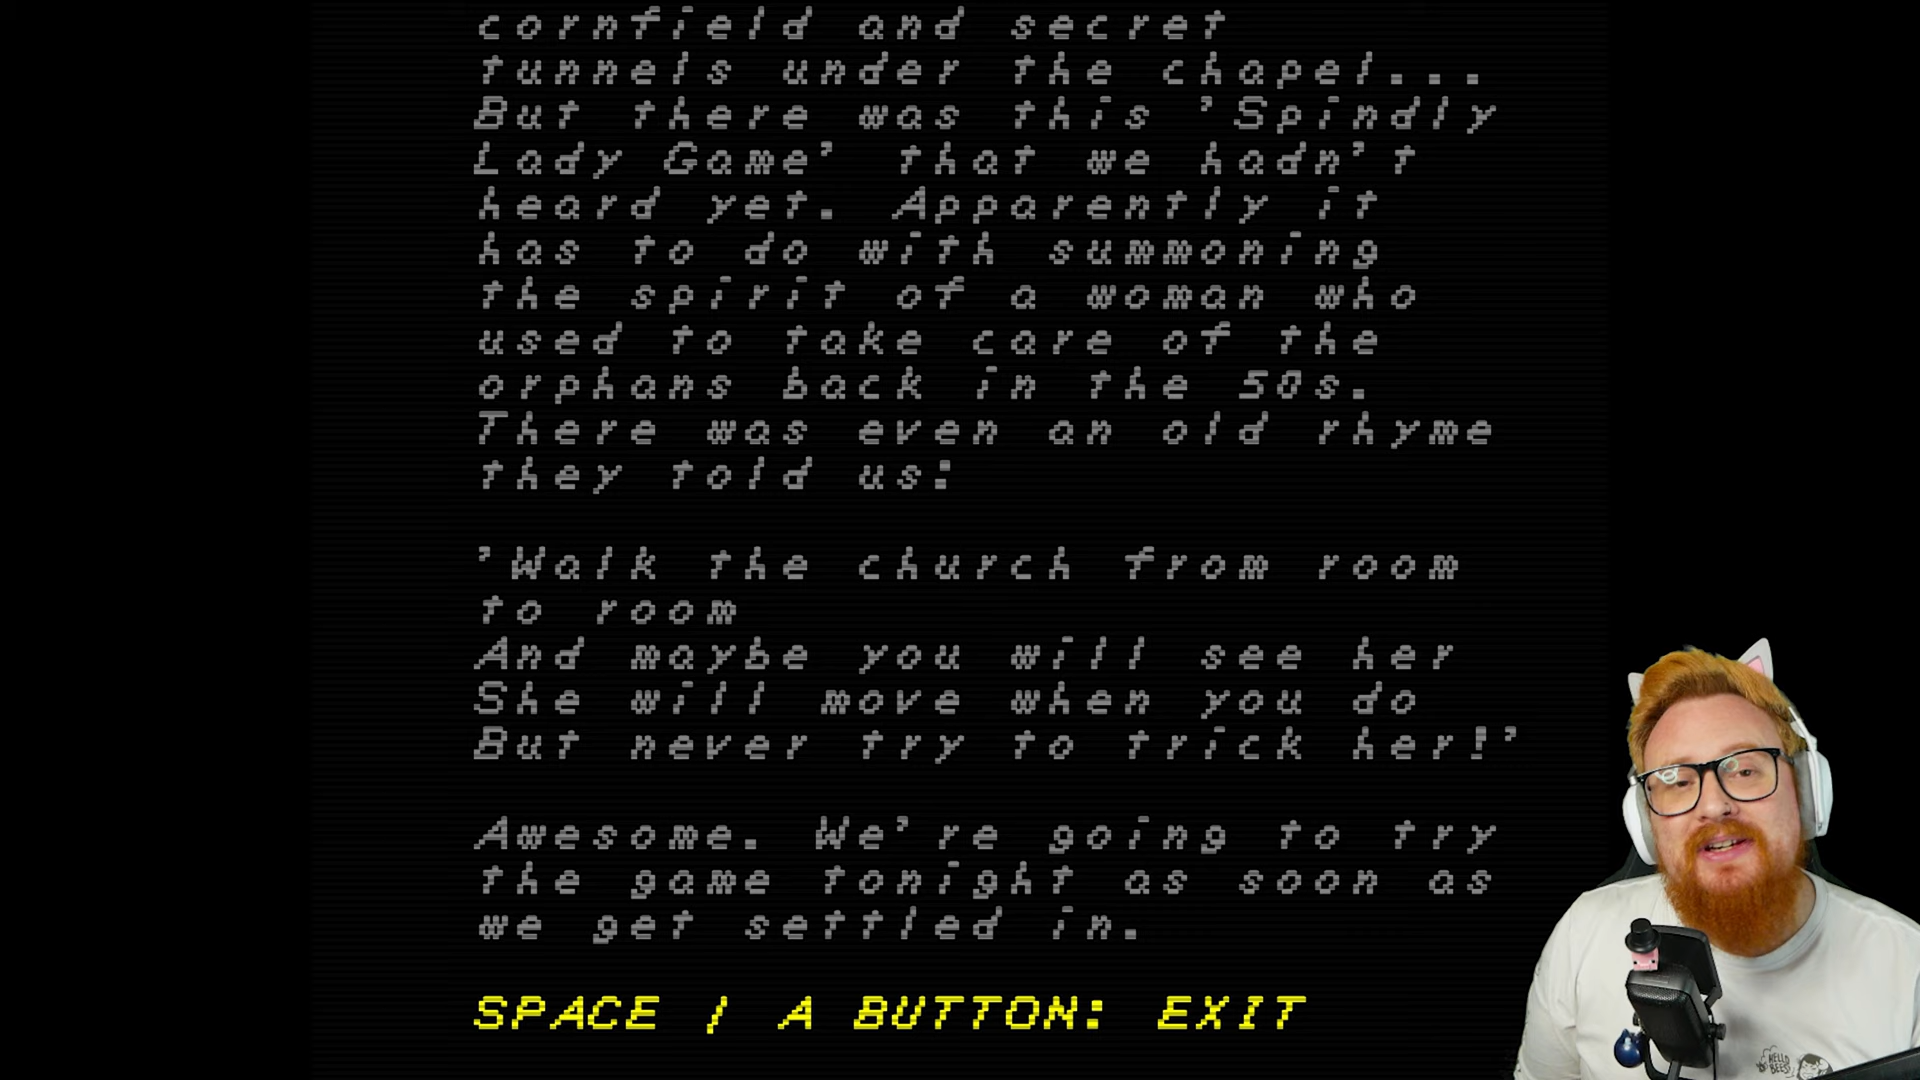 cornfield and secret
tunnels under the chapel...
But there was this 'Spindly
Lady Game' that we hadn't
heard yet. Apparently it
has to do with summoning
the spirit of a woman who
used to take care of the
orphans back in the 50s.
There was even an old rhyme
they told us:
'Walk the church from room
to room
And maybe you will see her
She will move when you do
But never try to trick her!'
Awesome. We're going to try
the game tonight as soon as
we get settled in.
SPACE / A BUTTON: EXIT
HELLO
BEES